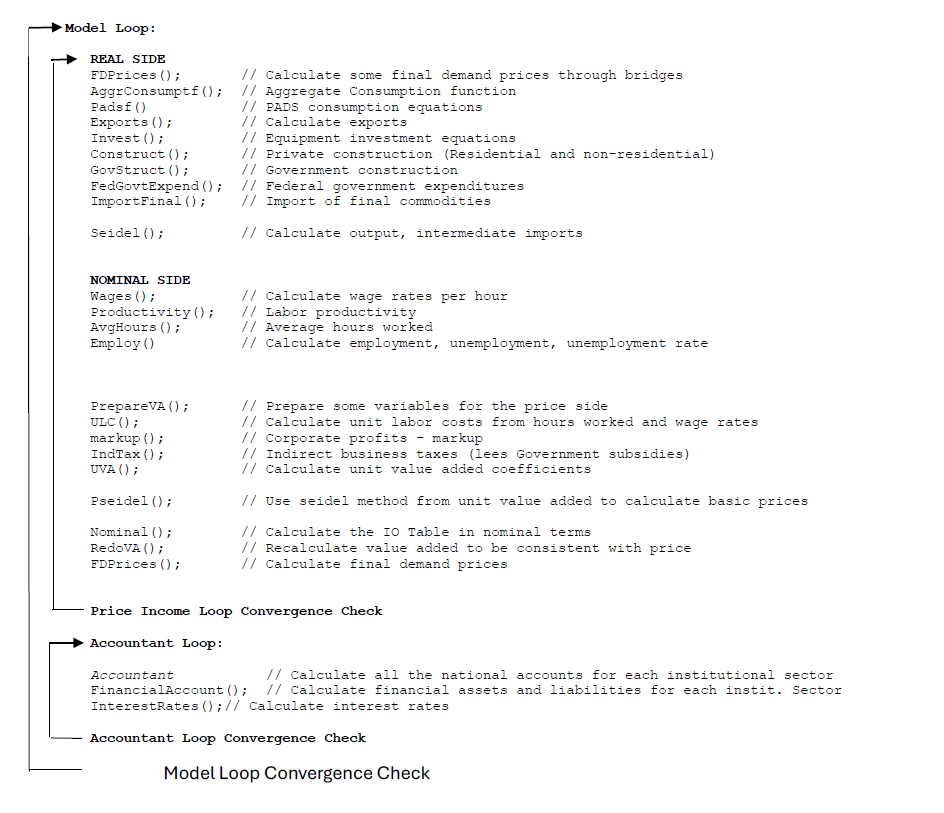 Model Loop:
REAL SIDE
FDPrices(); // Calculate some final demand prices through bridges
AggrConsumptf(); // Aggregate Consumption function
Padsf() // PADS consumption equations
Exports(); // Calculate exports
Invest(); // Equipment investment equations
Construct(); // Private construction (Residential and non-residential)
GovStruct(); // Government construction
FedGovtExpend(); // Federal government expenditures
ImportFinal(); // Import of final commodities
Seidel(); // Calculate output, intermediate imports
NOMINAL SIDE
Wages(); // Calculate wage rates per hour
Productivity(); // Labor productivity
AvgHours(); // Average hours worked
Employ() // Calculate employment, unemployment, unemployment rate
PrepareVA(); // Prepare some variables for the price side
ULC(); // Calculate unit labor costs from hours worked and wage rates
markup(); // Corporate profits - markup
IndTax(); // Indirect business taxes (lees Government subsidies)
UVA(); // Calculate unit value added coefficients
Pseidel(); // Use seidel method from unit value added to calculate basic prices
Nominal(); // Calculate the IO Table in nominal terms
RedoVA(); // Recalculate value added to be consistent with price
FDPrices(); // Calculate final demand prices
Price Income Loop Convergence Check
Accountant Loop:
Accountant // Calculate all the national accounts for each institutional sector
FinancialAccount(); // Calculate financial assets and liabilities for each instit. Sector
InterestRates();// Calculate interest rates
Accountant Loop Convergence Check
Model Loop Convergence Check